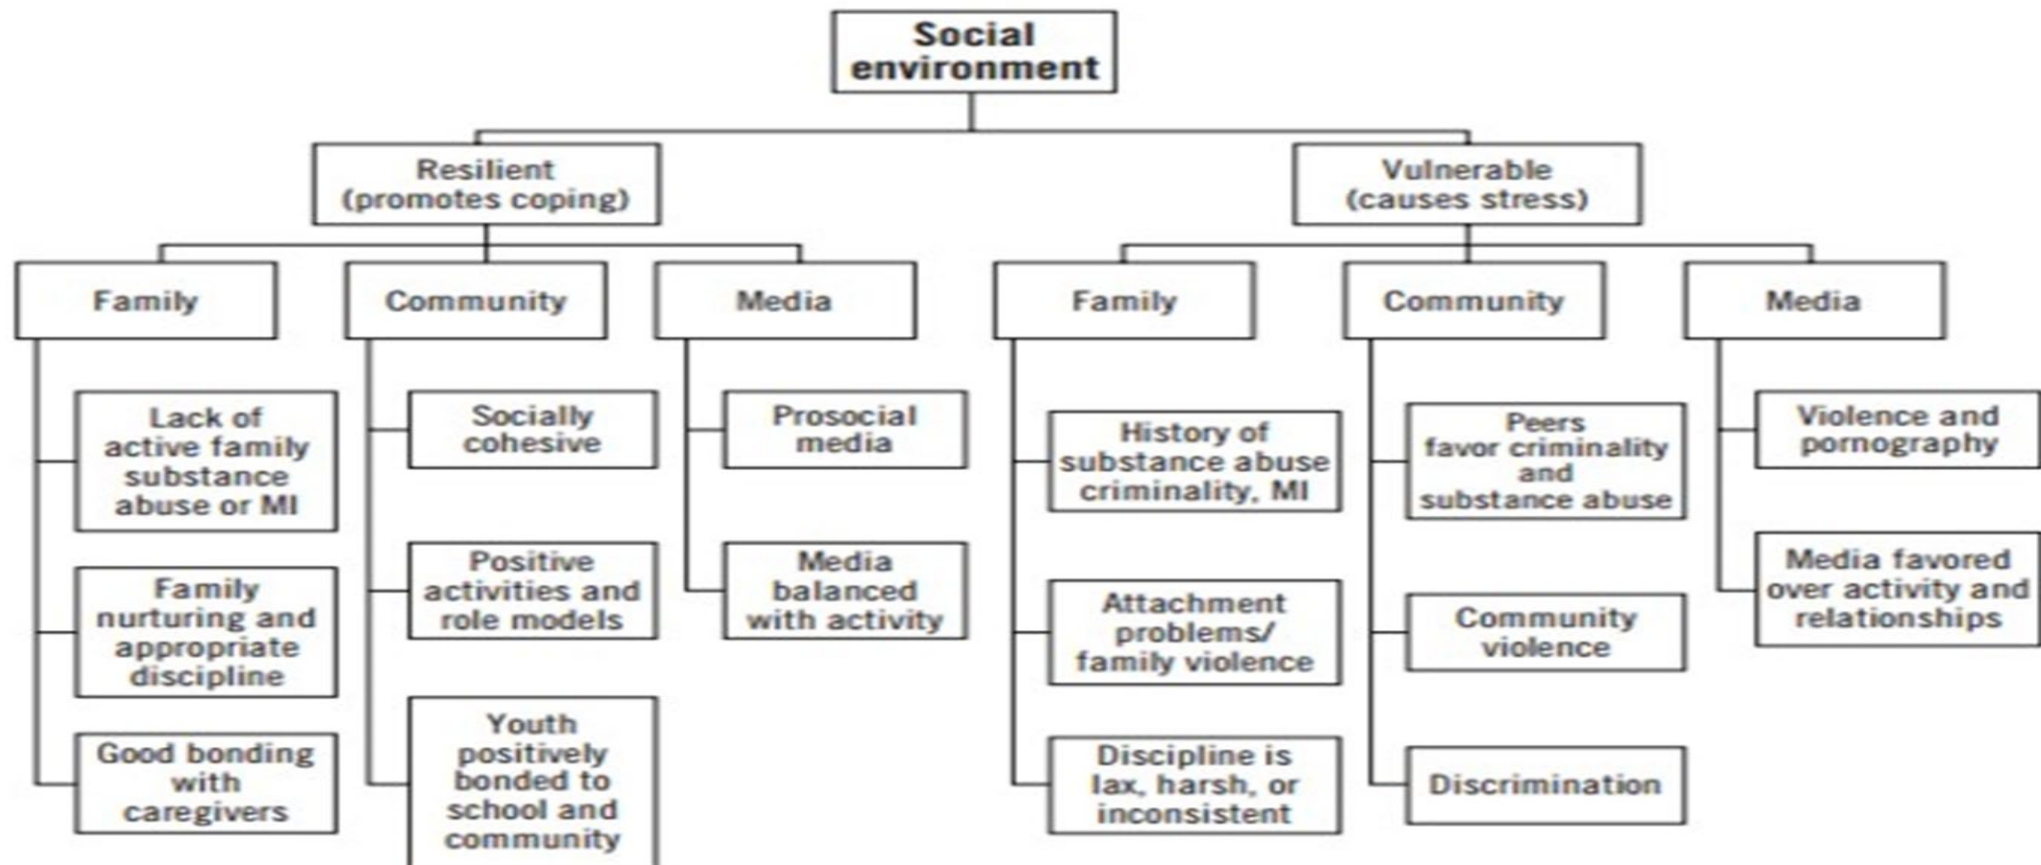 Social
environment
Resilient
(promotes coping)
Vulnerable
(causes stress)
Family
Community
Media
Family
Community
Media
Lack of
active family
substance
abuse or MI
Family
nurturing and
appropriate
discipline
Good bonding
with
caregivers
Socially
cohesive
Positive
activities and
role models
Youth
positively
bonded to
school and
community
Prosocial
media
Media
balanced
with activity
History of
substance abuse
criminality, MI
Attachment
problems/
family violence
Discipline is
lax, harsh, or
inconsistent
Peers
favor criminality
and
substance abuse
Community
violence
Discrimination
Violence and
pornography
Media favored
over activity and
relationships